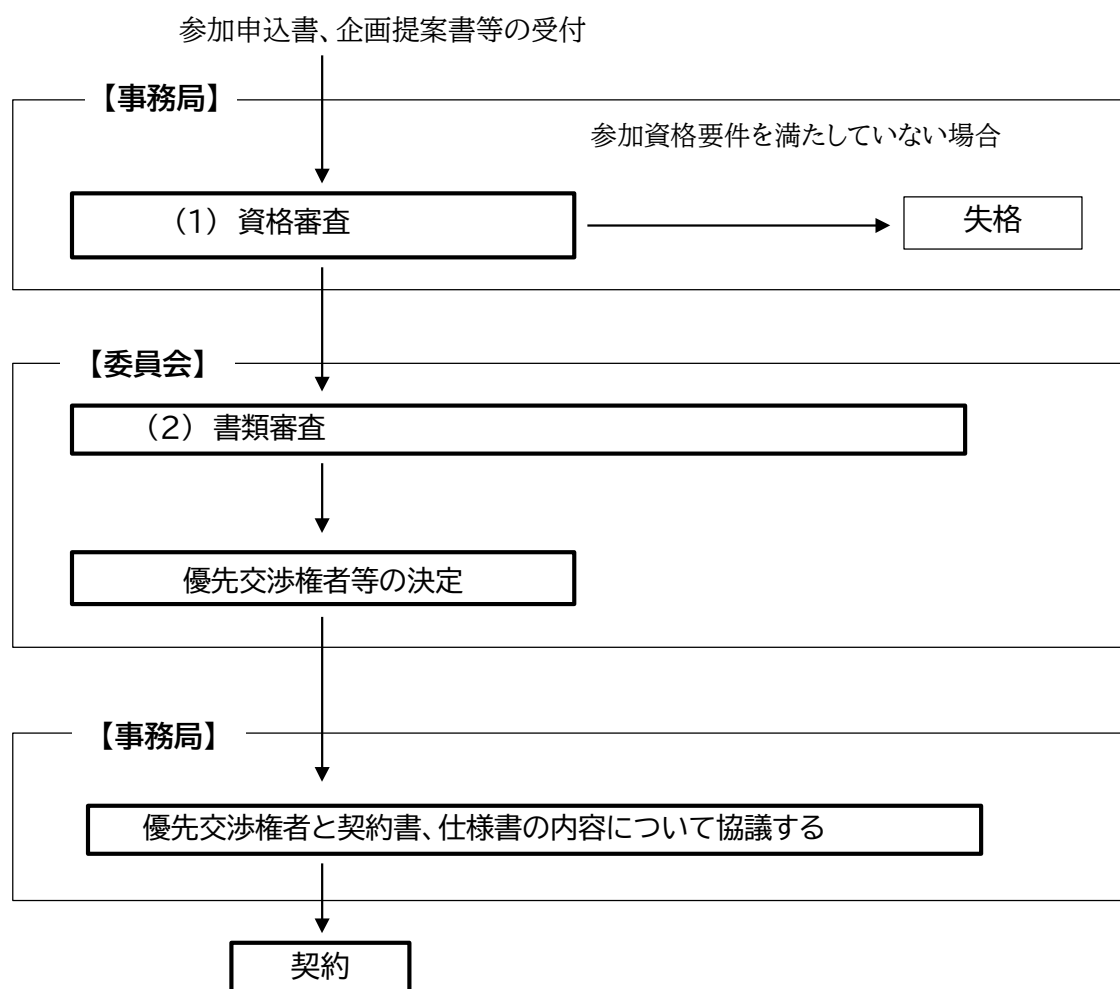 参加申込書、企画提案書等の受付
【事務局】
参加資格要件を満たしていない場合
（１） 資格審査
失格
【委員会】
（２） 書類審査
優先交渉権者等の決定
【事務局】
優先交渉権者と契約書、仕様書の内容について協議する
契約